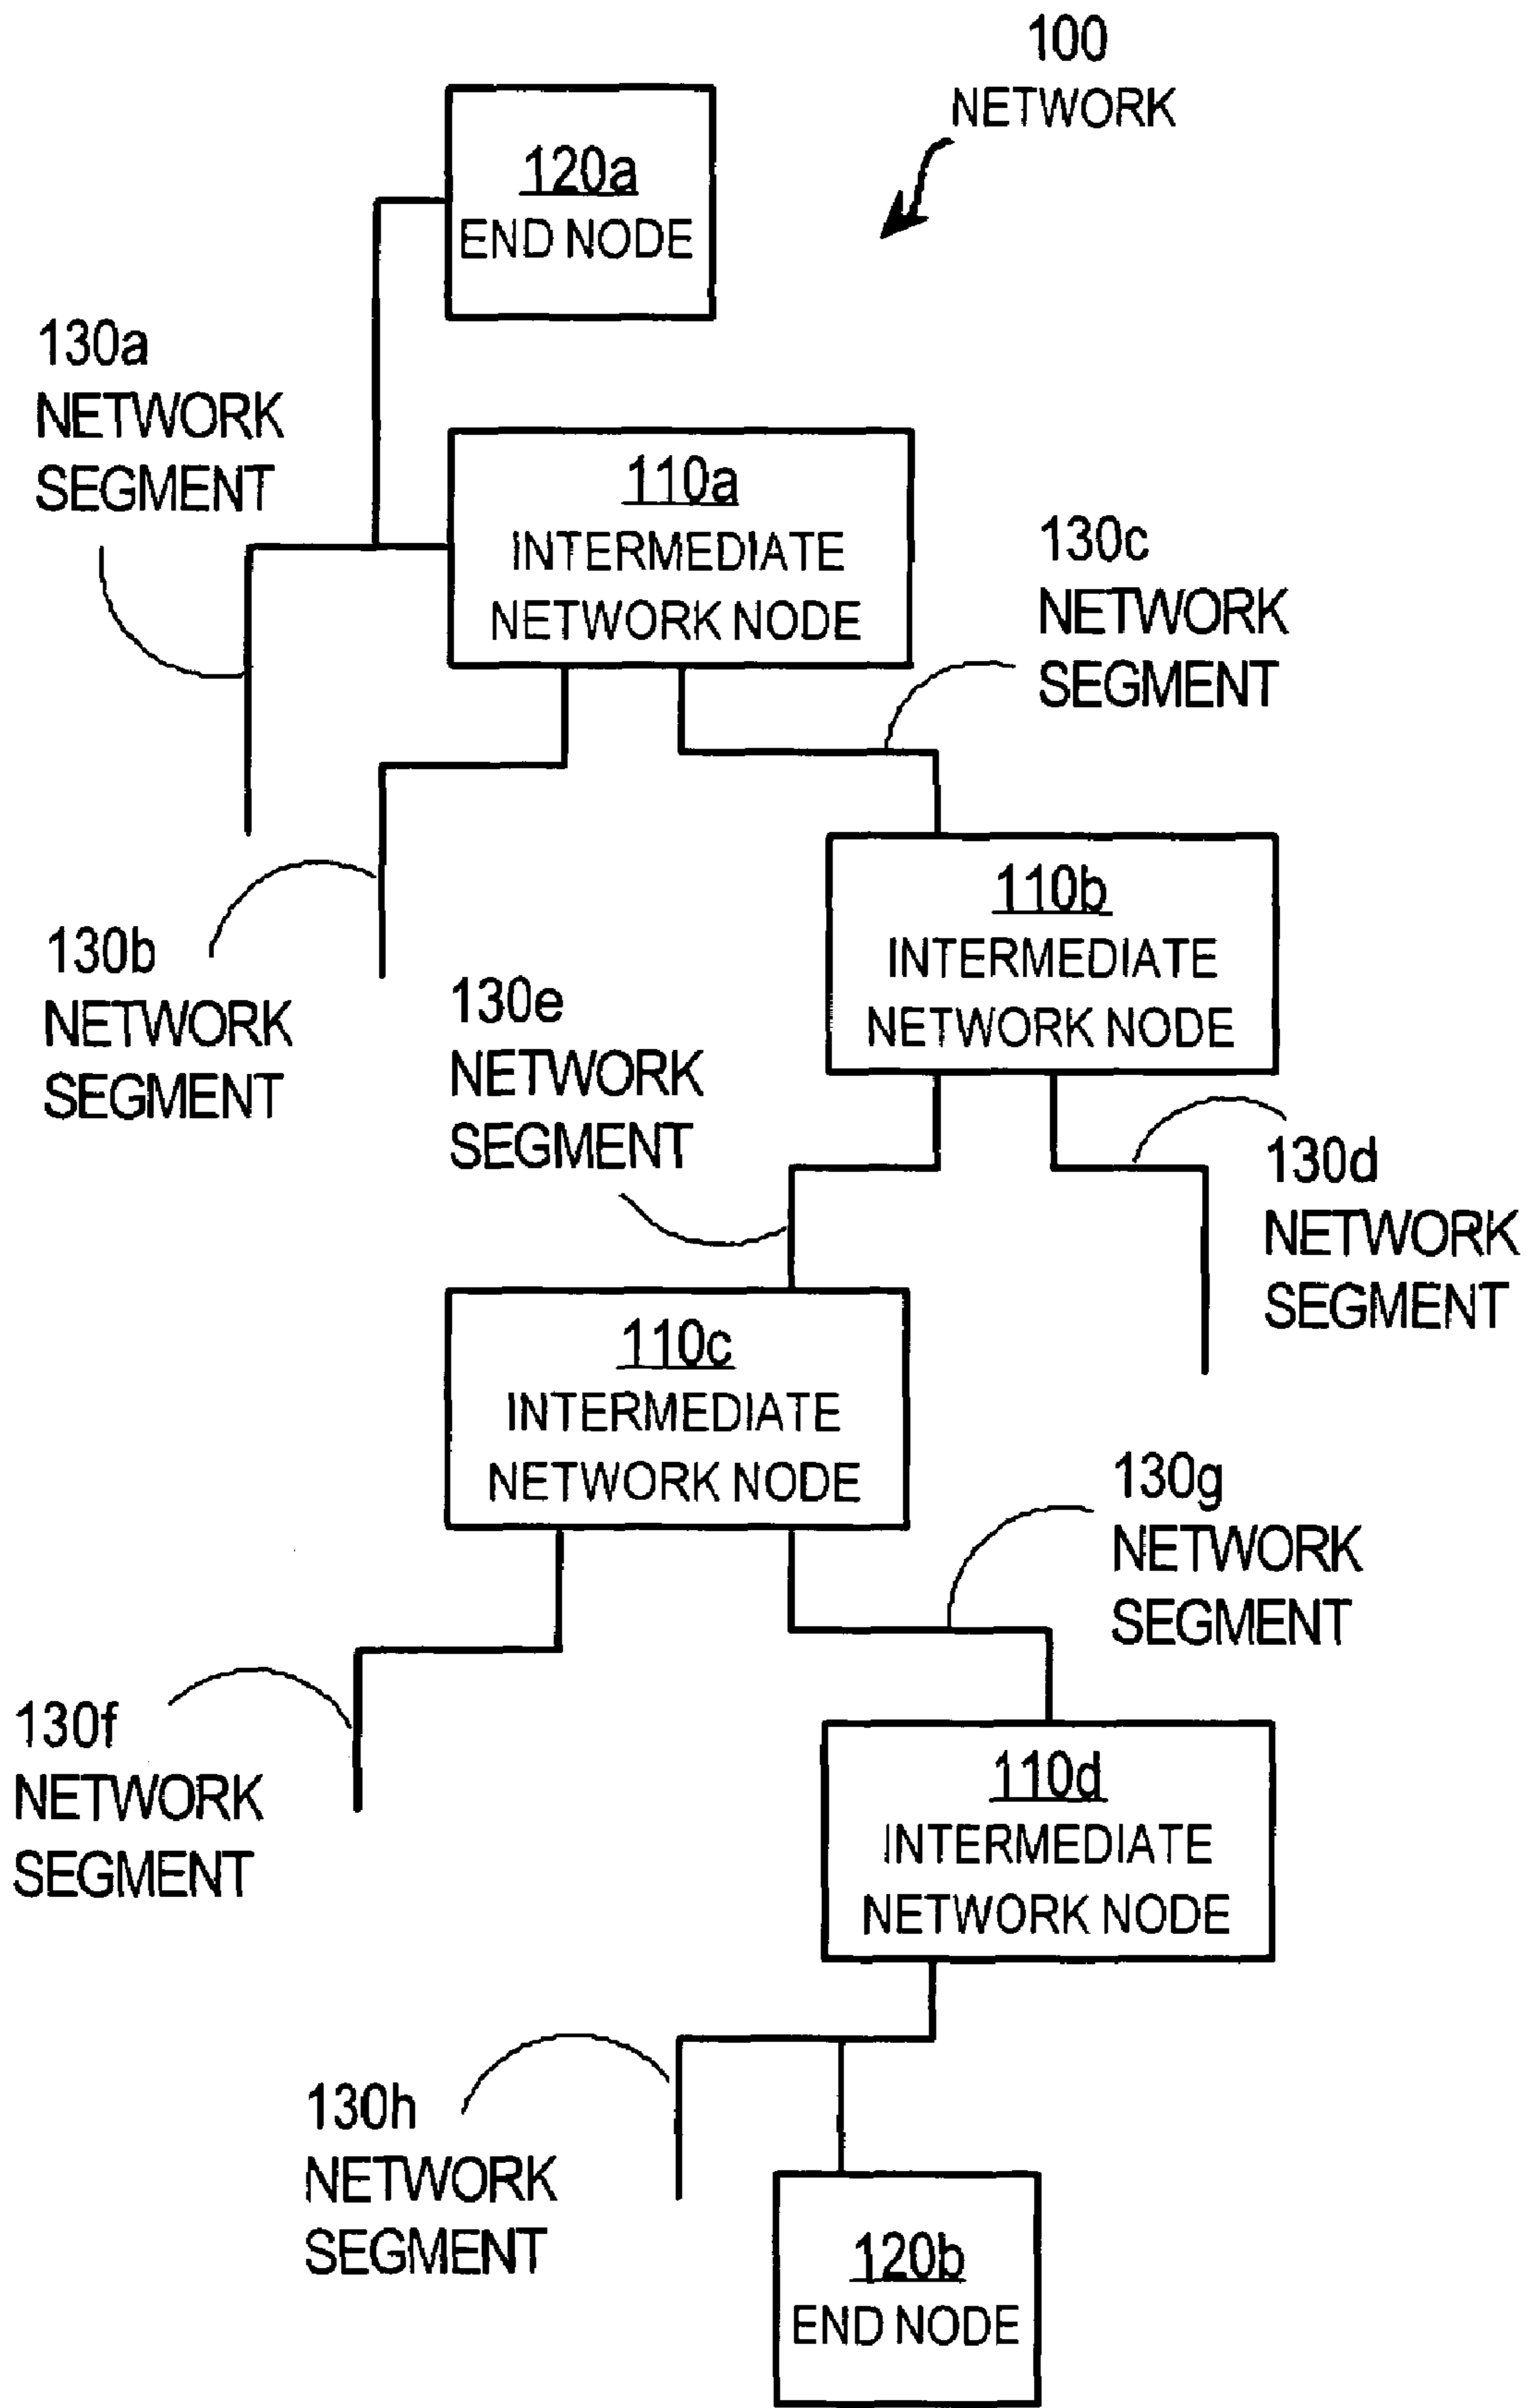 100
NETWORK
120a
END NODE
130a
NETWORK
SEGMENT
110a
INTERMEDIATE
NETWORK NODE
130c
NETWORK
SEGMENT
110b
INTERMEDIATE
NETWORK NODE
130b
NETWORK
SEGMENT
130e
NETWORK
SEGMENT
130d
NETWORK
SEGMENT
110c
INTERMEDIATE
NETWORK NODE
130g
NETWORK
SEGMENT
130f
NETWORK
SEGMENT
110d
INTERMEDIATE
NETWORK NODE
130h
NETWORK
SEGMENT
120b
END NODE